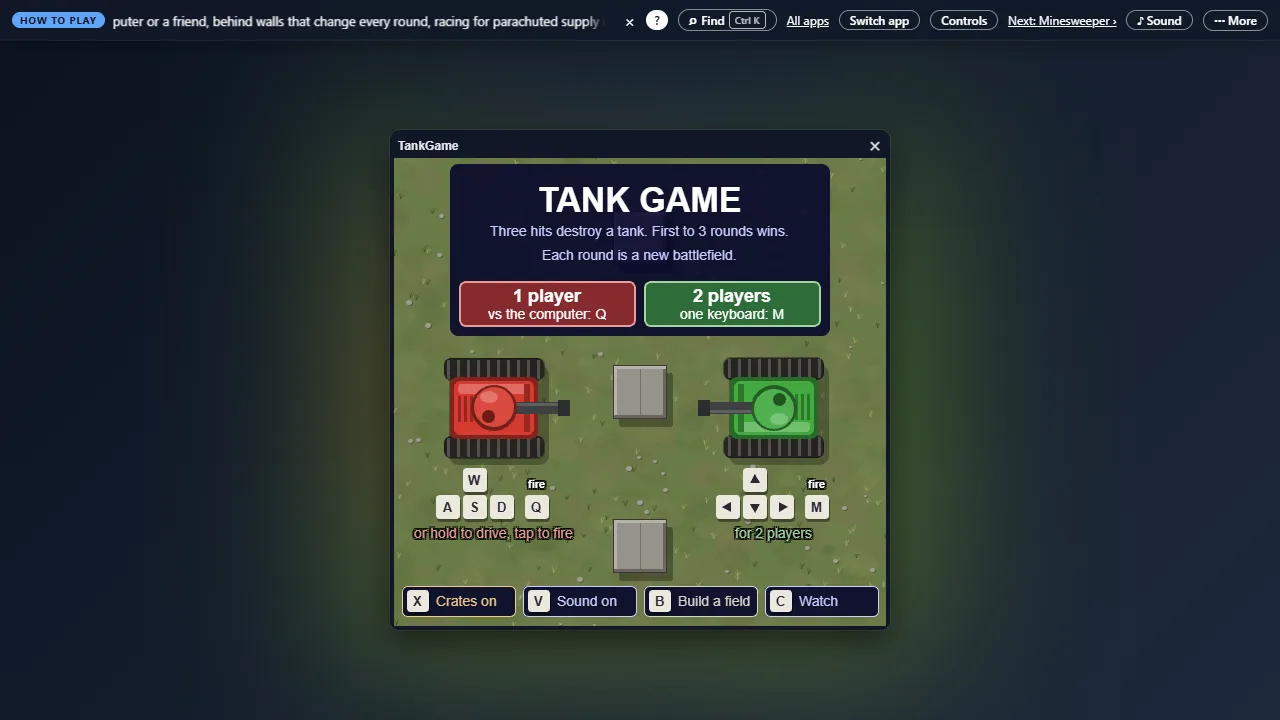 HOW TO PLAY
puter or a friend, behind walls that change every round, racing for parachuted supply
×
?
Find Ctrl K
All apps
Switch app
Controls
Next: Minesweeper ›
♪ Sound
··· More
TankGame
×
TANK GAME
Three hits destroy a tank. First to 3 rounds wins.
Each round is a new battlefield.
1 player
vs the computer: Q
2 players
one keyboard: M
W
fire
A S D Q
or hold to drive, tap to fire
▲
fire
◀ ▼ ▶ M
for 2 players
X Crates on
V Sound on
B Build a field
C Watch